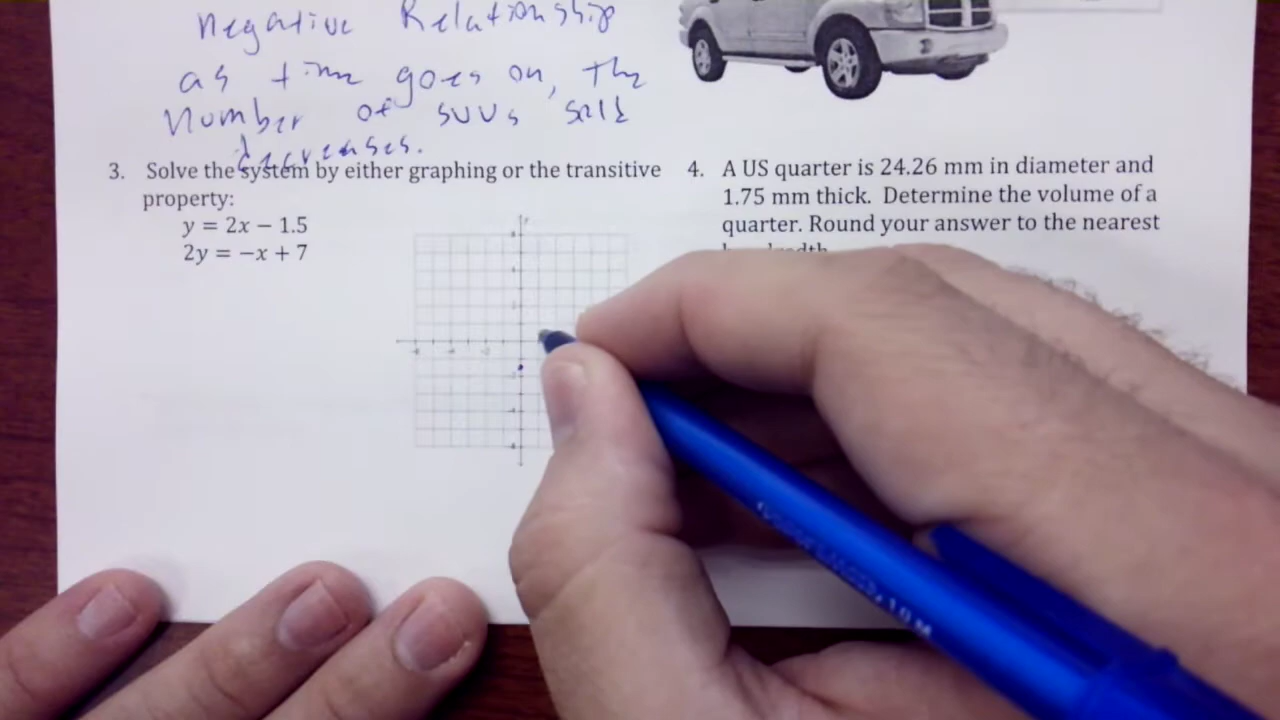 Negative Relationship
as time goes on, the
Number of SUVs sold
decreases.
3. Solve the system by either graphing or the transitive
property:
y = 2x − 1.5
2y = −x + 7
4. A US quarter is 24.26 mm in diameter and
1.75 mm thick. Determine the volume of a
quarter. Round your answer to the nearest